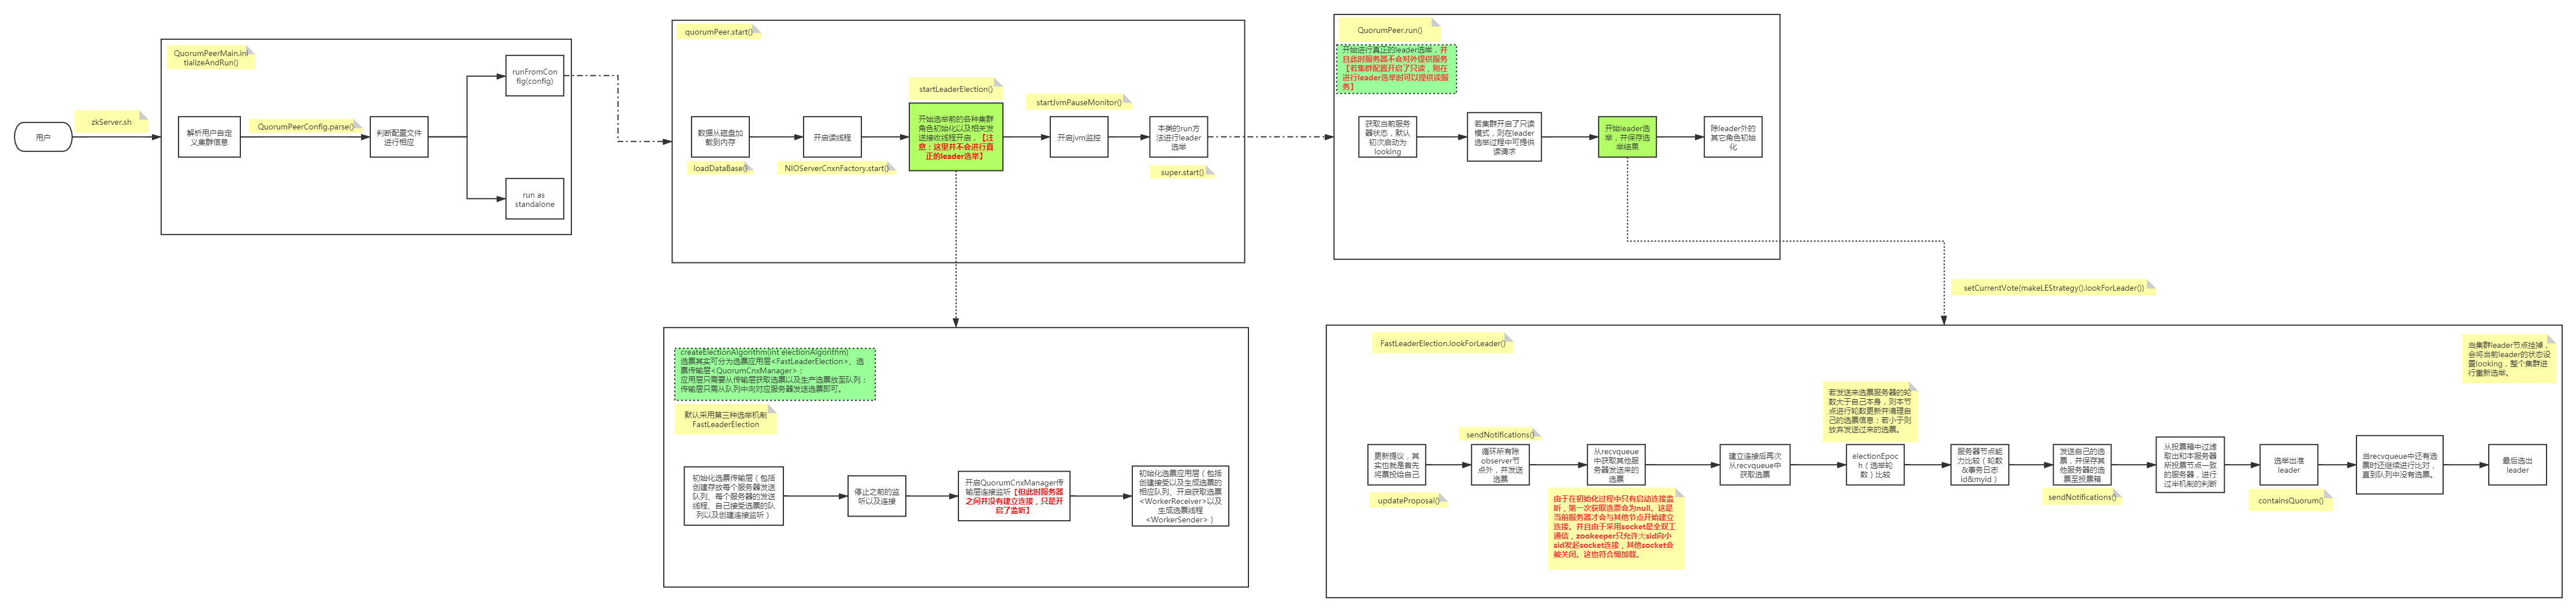 用户
zkServer.sh
QuorumPeerMain.ini
tializeAndRun()
解析用户自定
义集群信息
QuorumPeerConfig.parse()
判断配置文件
进行相应
runFromCon
fig(config)
run as
standalone
quorumPeer.start()
数据从磁盘加
载到内存
loadDataBase()
开启读线程
NIOServerCnxnFactory.start()
startLeaderElection()
开始选举前的各种集群
角色初始化以及相关发
送接收线程开启，【注
意：这里并不会进行真
正的leader选举】
startJvmPauseMonitor()
开启jvm监控
本类的run方
法进行leader
选举
super.start()
QuorumPeer.run()
开始进行真正的leader选举，并
且此时服务器不会对外提供服务
【若集群配置开启了只读，则在
进行leader选举时可以提供读服
务】
获取当前服务
器状态，默认
初次启动为
looking
若集群开启了只读
模式，则在leader
选举过程中可提供
读请求
开始leader选
举，并保存选
举结果
除leader外的
其它角色初始
化
setCurrentVote(makeLEStrategy().lookForLeader())
createElectionAlgorithm(int electionAlgorithm)
选票其实可分为选票应用层<FastLeaderElection>、选
票传输层<QuorumCnxManager>；
应用层只需要从传输层获取选票以及生产选票放至队列；
传输层只需从队列中向对应服务器发送选票即可。
默认采用第三种选举机制
FastLeaderElection
初始化选票传输层（包括
创建存放每个服务器发送
队列、每个服务器的发送
线程、自己接受选票的队
列以及创建连接监听）
停止之前的监
听以及连接
开启QuorumCnxManager传
输层连接监听【但此时服务器
之间并没有建立连接，只是开
启了监听】
初始化选票应用层（包括
创建接受以及生成选票的
相应队列、开启获取选票
<WorkerReceiver>以及
生成选票线程
<WorkerSender>）
FastLeaderElection.lookForLeader()
当集群leader节点挂掉，
会将当前leader的状态设
置looking，整个集群进
行重新选举。
更新提议，其
实也就是首先
将票投给自己
updateProposal()
sendNotifications()
循环所有除
observer节
点外，并发送
选票
从recvqueue
中获取其他服
务器发送来的
选票
由于在初始化过程中只有启动连接监
听，第一次获取选票会为null。这是
当前服务器才会与其他节点开始建立
连接。并且由于采用socket是全双工
通信，zookeeper只允许大sid向小
sid发起socket连接，其他socket会
被关闭。这也符合懒加载。
建立连接后再次
从recvqueue中
获取选票
若发送来选票服务器的轮
数大于自己本身，则本节
点进行轮数更新并清理自
己的选票信息；若小于则
放弃发送过来的选票。
electionEpoc
h（选举轮
数）比较
服务器节点能
力比较（轮数
&事务日志
id&myid）
发送自己的选
票，并保存其
他服务器的选
票至投票箱
sendNotifications()
从投票箱中过滤
取出和本服务器
所投票节点一致
的服务器，进行
过半机制的判断
选举出准
leader
containsQuorum()
当recvqueue中还有选
票时还继续进行比对，
直到队列中没有选票。
最后选出
leader